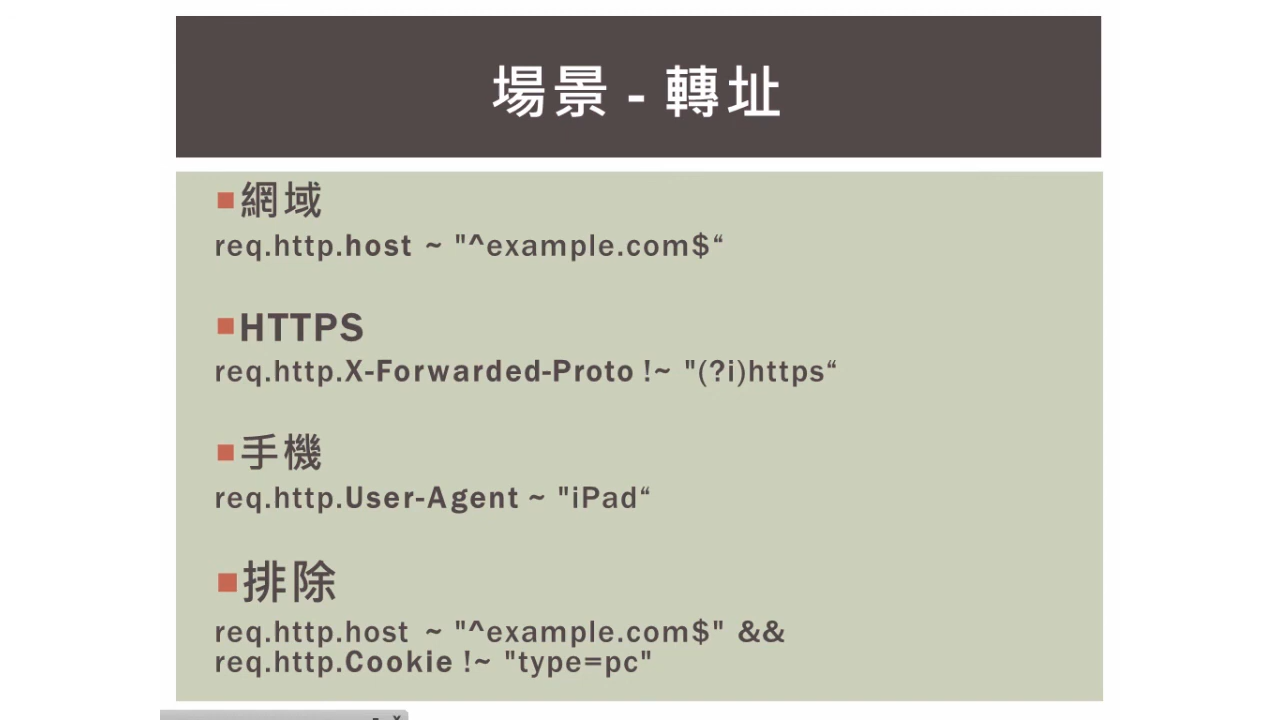 場景 - 轉址
網域
req.http.host ~ "^example.com$“
HTTPS
req.http.X-Forwarded-Proto !~ "(?i)https“
手機
req.http.User-Agent ~ "iPad“
排除
req.http.host ~ "^example.com$" &&
req.http.Cookie !~ "type=pc"